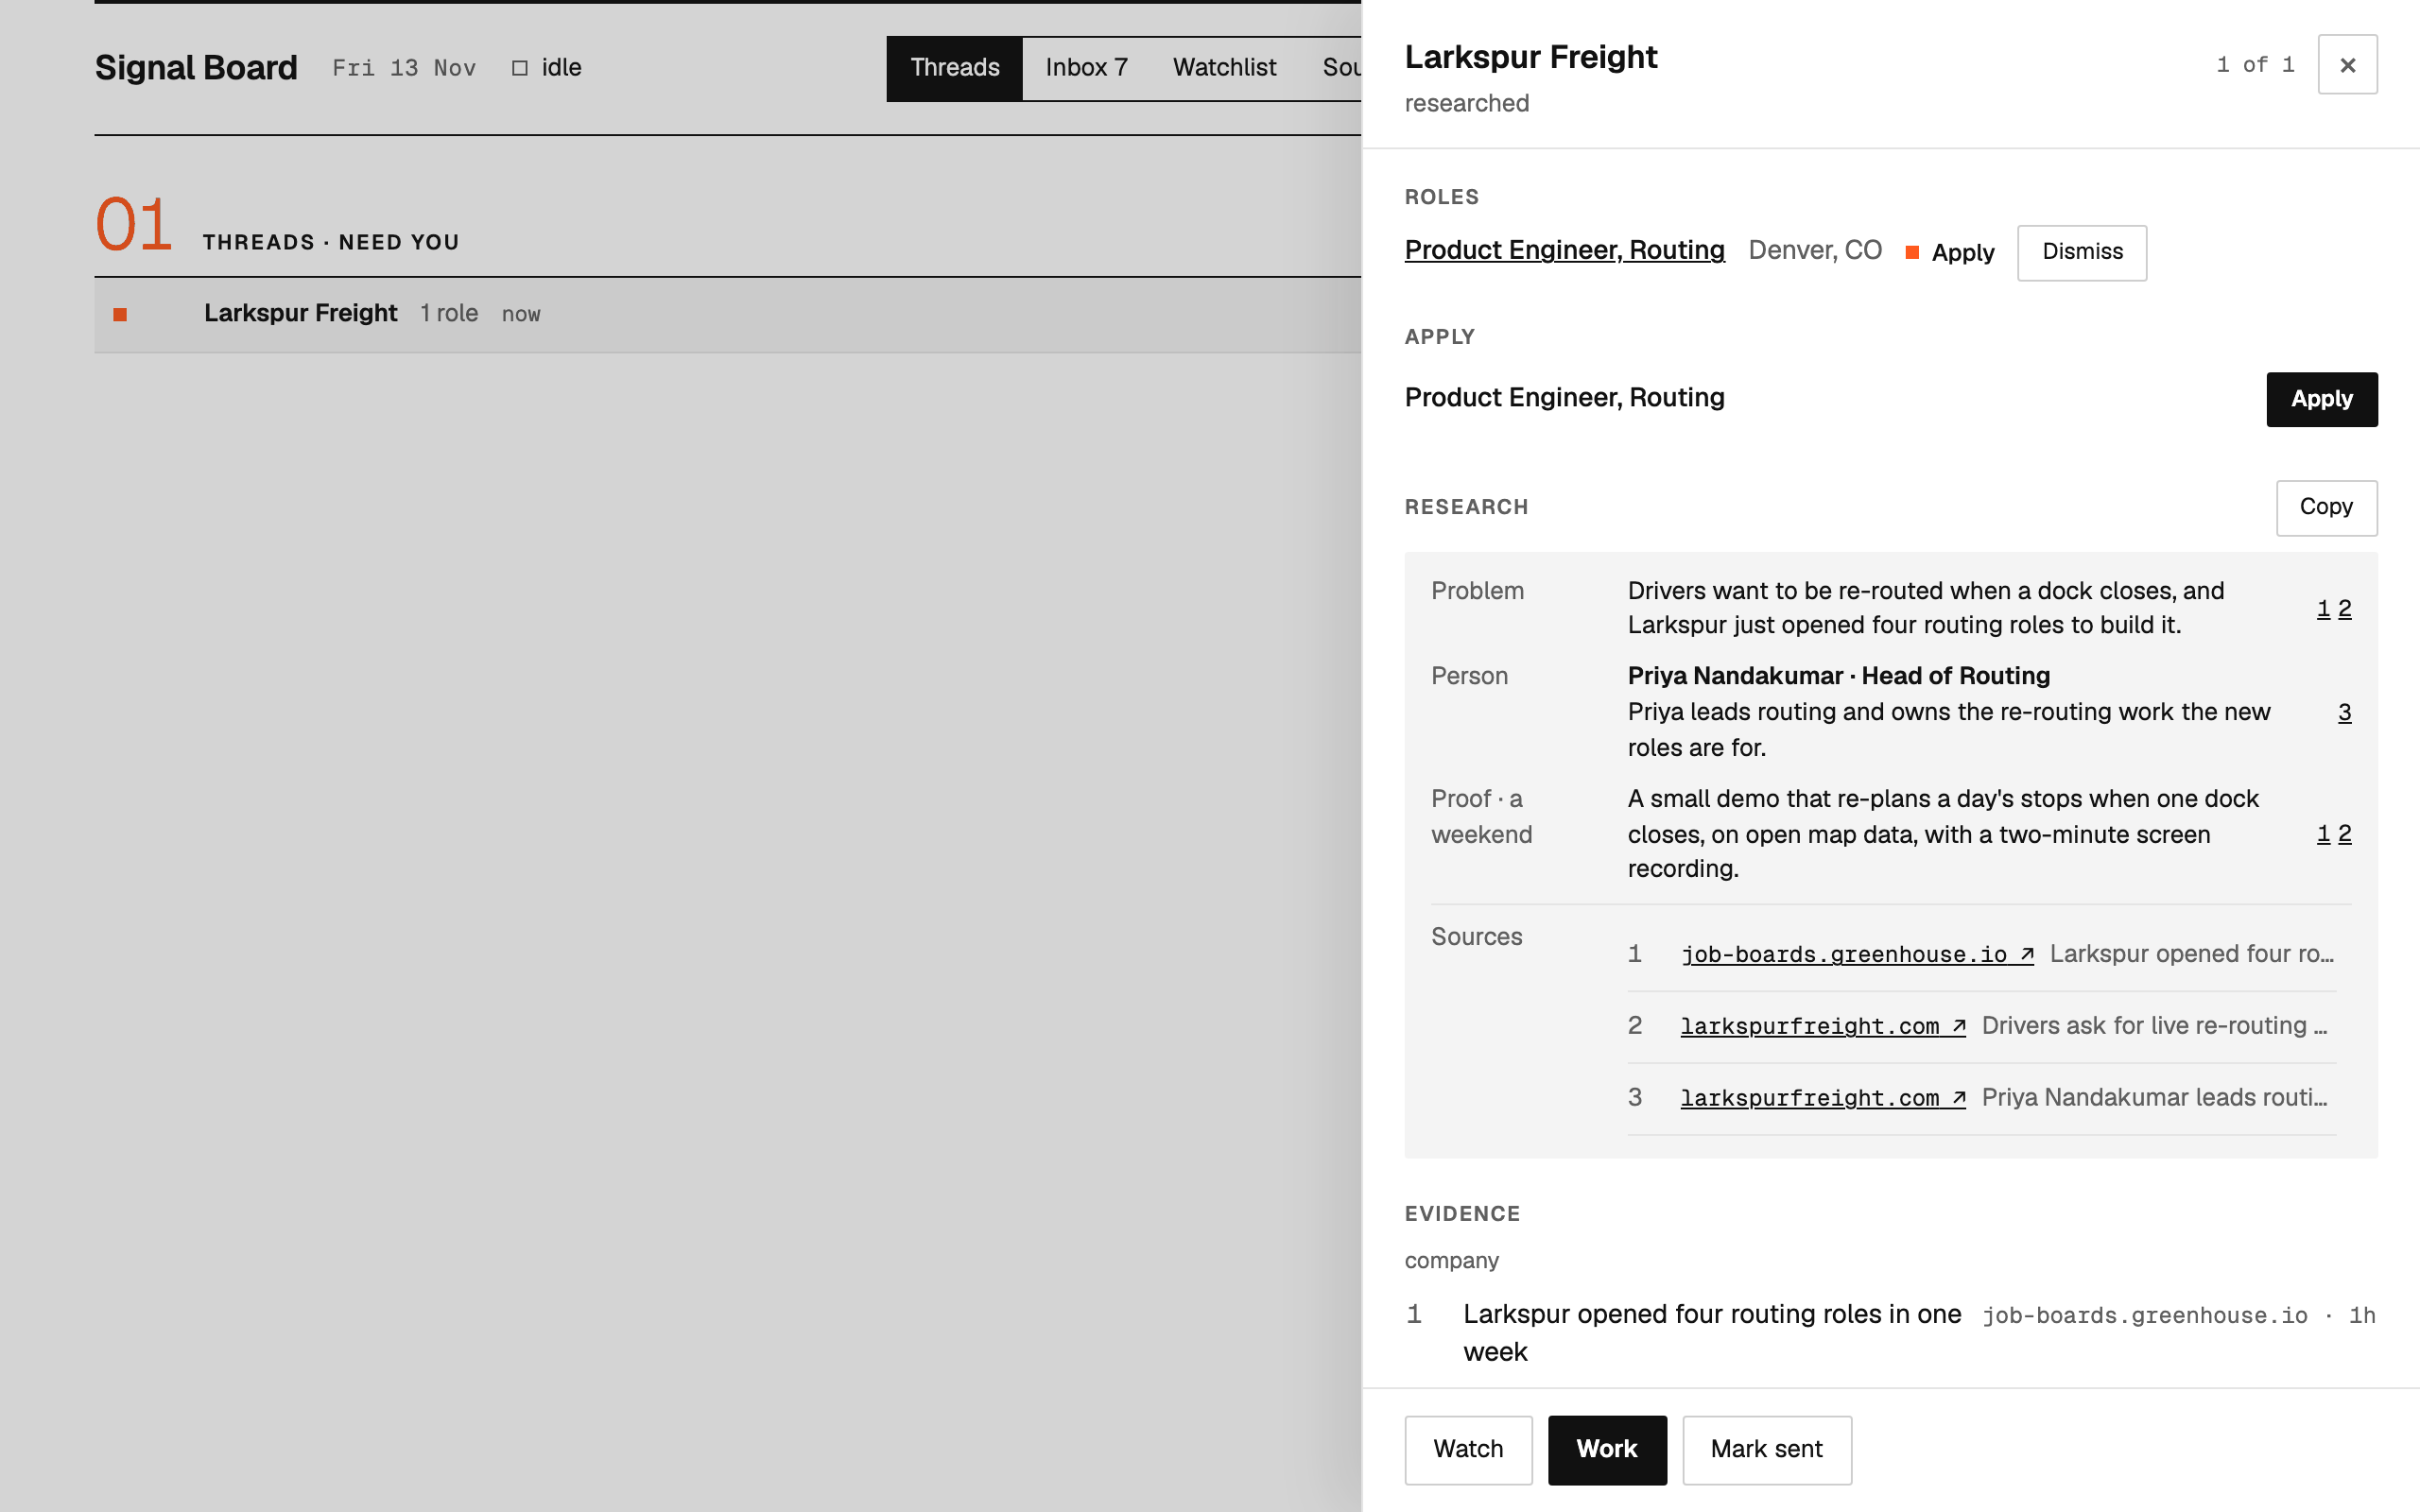 Signal Board Fri 13 Nov idle
Threads Inbox 7 Watchlist Sou
01 THREADS · NEED YOU
Larkspur Freight 1 role now
Larkspur Freight
1 of 1 ×
researched
ROLES
Product Engineer, Routing Denver, CO Apply Dismiss
APPLY
Product Engineer, Routing Apply
RESEARCH Copy
Problem
Drivers want to be re-routed when a dock closes, and
Larkspur just opened four routing roles to build it.
1 2
Person
Priya Nandakumar · Head of Routing
Priya leads routing and owns the re-routing work the new
roles are for.
3
Proof · a
weekend
A small demo that re-plans a day's stops when one dock
closes, on open map data, with a two-minute screen
recording.
1 2
Sources
1 job-boards.greenhouse.io ↗ Larkspur opened four ro...
2 larkspurfreight.com ↗ Drivers ask for live re-routing ...
3 larkspurfreight.com ↗ Priya Nandakumar leads routi...
EVIDENCE
company
1 Larkspur opened four routing roles in one
week
job-boards.greenhouse.io · 1h
Watch Work Mark sent